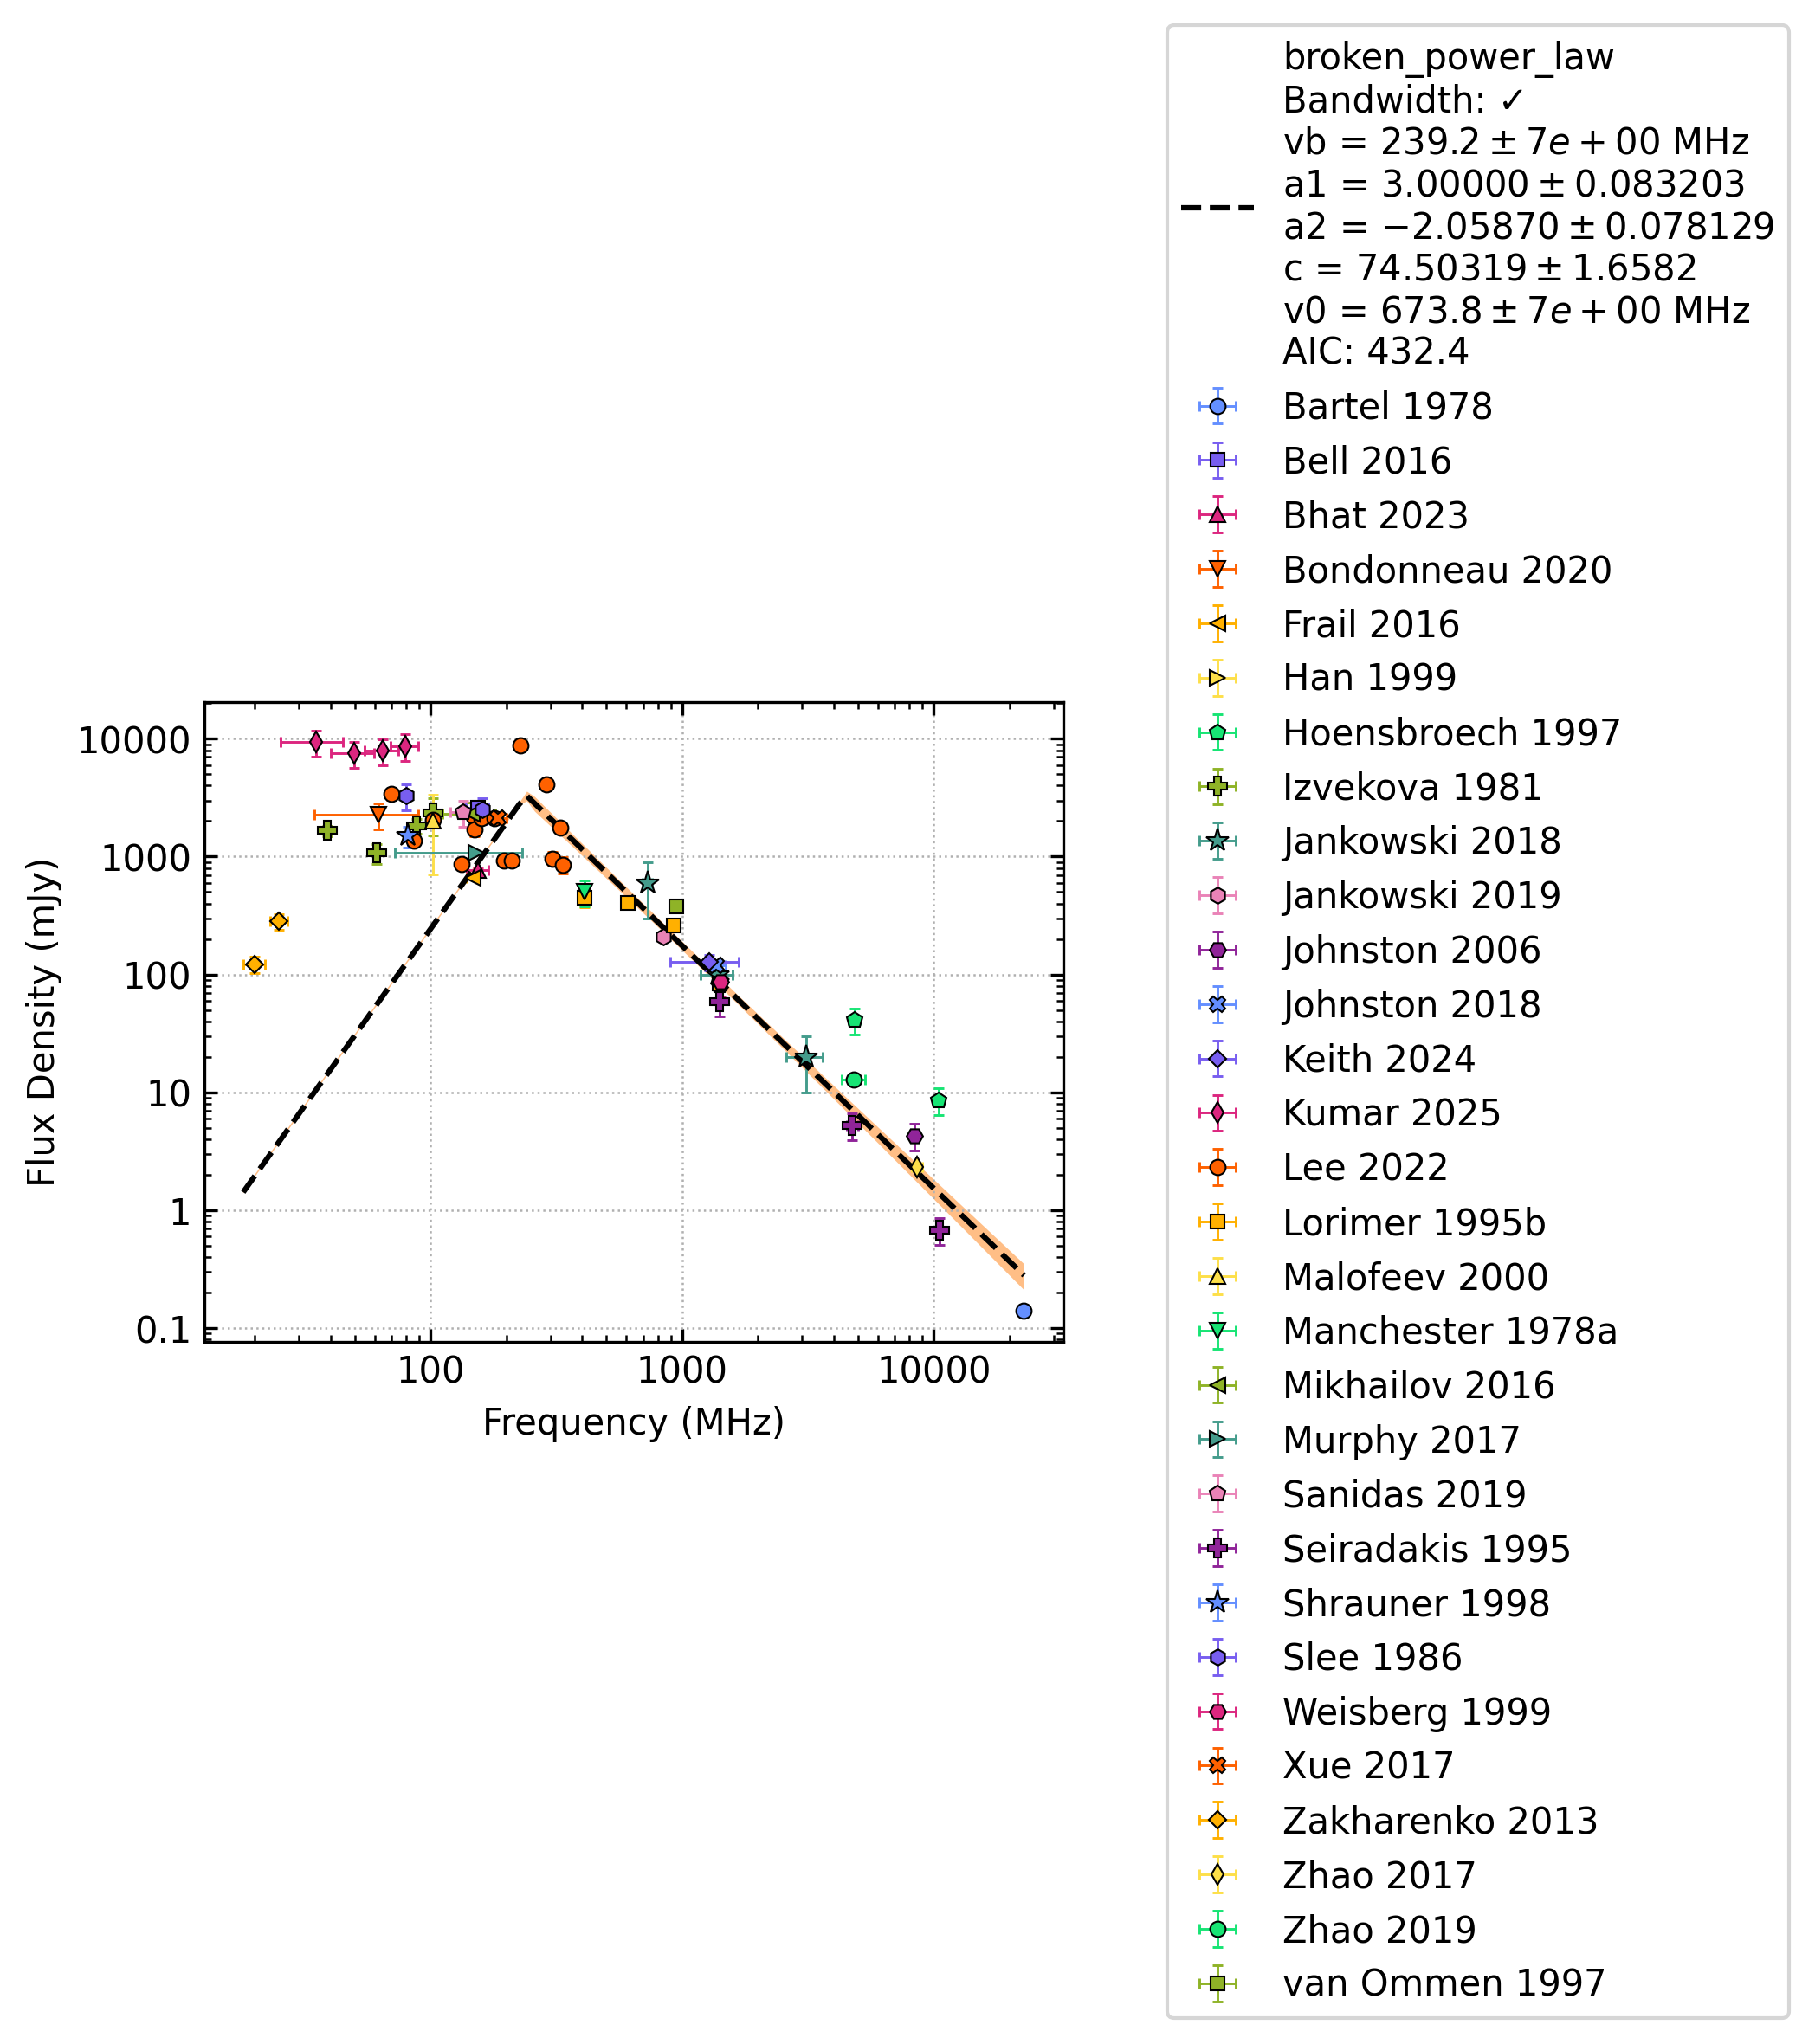 broken_power_law
Bandwidth: ✓
vb = 239.2 ± 7e + 00 MHz
a1 = 3.00000 ± 0.083203
a2 = −2.05870 ± 0.078129
c = 74.50319 ± 1.6582
v0 = 673.8 ± 7e + 00 MHz
AIC: 432.4
Bartel 1978
Bell 2016
Bhat 2023
Bondonneau 2020
Frail 2016
Han 1999
Hoensbroech 1997
Izvekova 1981
Jankowski 2018
Jankowski 2019
Johnston 2006
Johnston 2018
Keith 2024
Kumar 2025
Lee 2022
Lorimer 1995b
Malofeev 2000
Manchester 1978a
Mikhailov 2016
Murphy 2017
Sanidas 2019
Seiradakis 1995
Shrauner 1998
Slee 1986
Weisberg 1999
Xue 2017
Zakharenko 2013
Zhao 2017
Zhao 2019
van Ommen 1997
Flux Density (mJy)
10000
1000
100
10
1
0.1
100
1000
10000
Frequency (MHz)